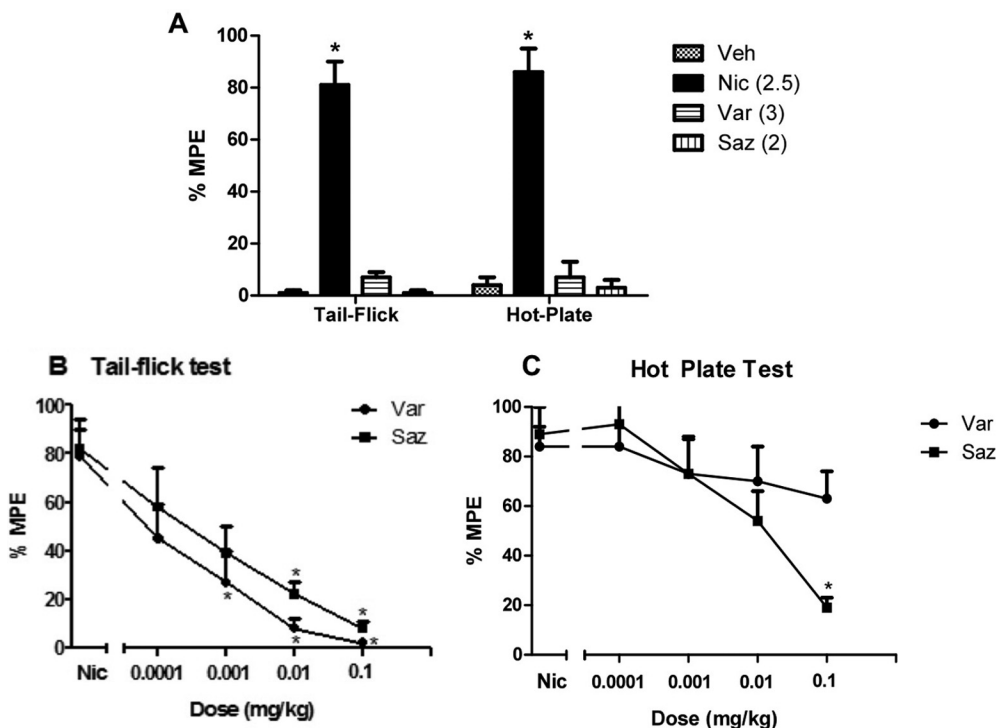 A
100
80
60
40
20
0
% MPE
*
*
Tail-Flick Hot-Plate
Veh
Nic (2.5)
Var (3)
Saz (2)
B Tail-flick test
100
80
60
40
20
0
% MPE
Var
Saz
*
*
*
*
*
Nic 0.0001 0.001 0.01 0.1
Dose (mg/kg)
C Hot Plate Test
100
80
60
40
20
0
% MPE
Var
Saz
*
Nic 0.0001 0.001 0.01 0.1
Dose (mg/kg)